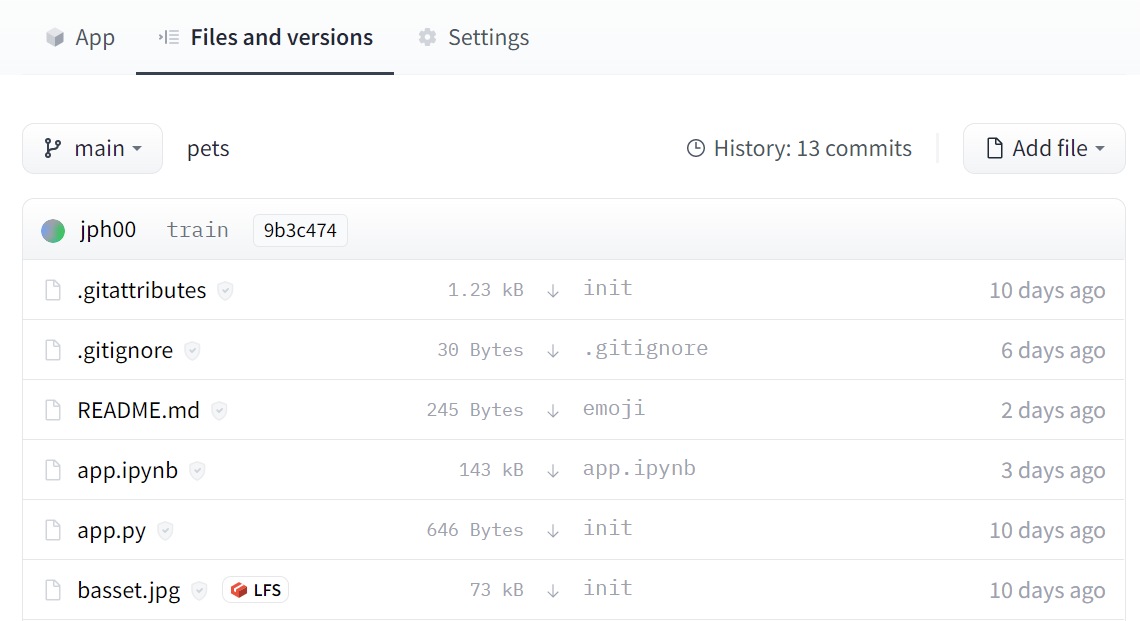 App Files and versions Settings
main pets History: 13 commits Add file
jph00 train 9b3c474
.gitattributes 1.23 kB init 10 days ago
.gitignore 30 Bytes .gitignore 6 days ago
README.md 245 Bytes emoji 2 days ago
app.ipynb 143 kB app.ipynb 3 days ago
app.py 646 Bytes init 10 days ago
basset.jpg LFS 73 kB init 10 days ago